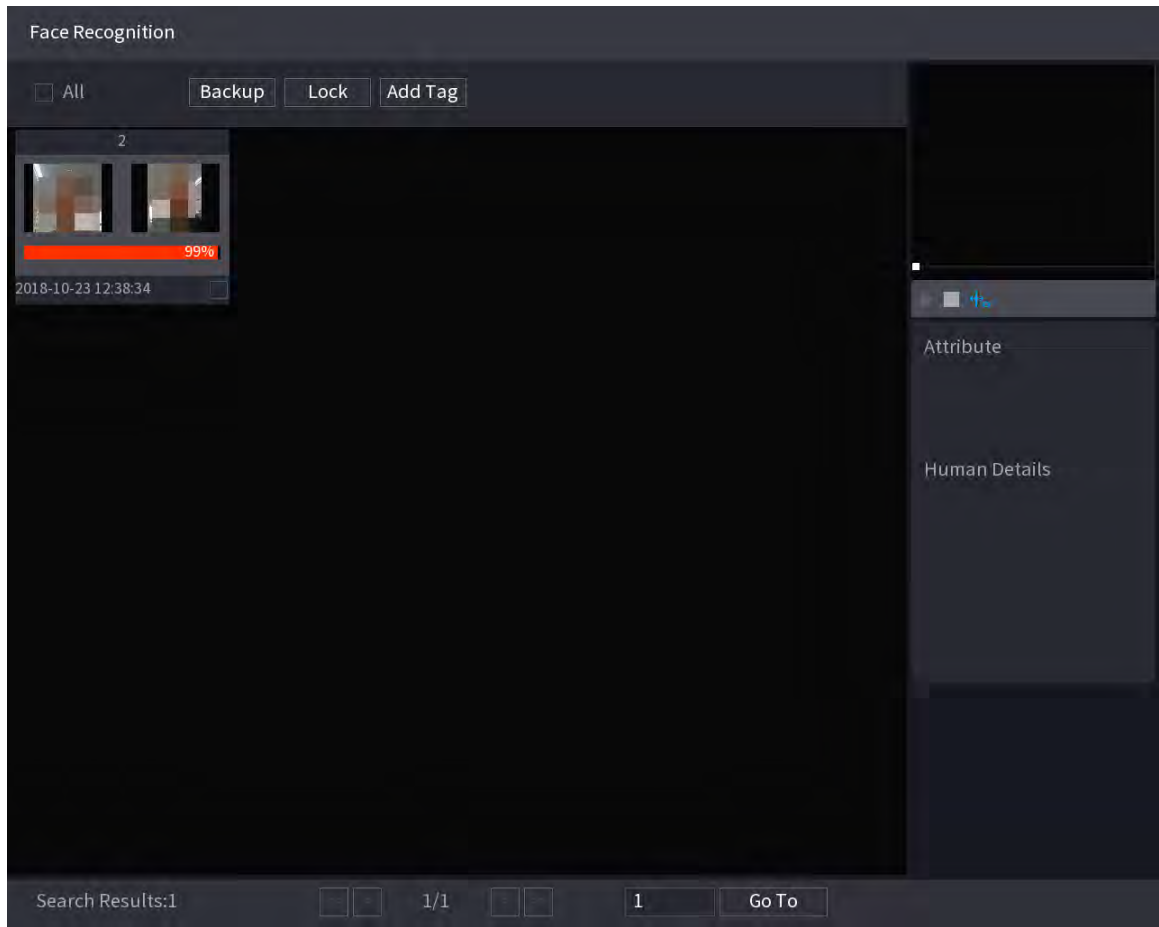 Face Recognition
All Backup Lock Add Tag
2
99%
2018-10-23 12:38:34
Attribute
Human Details
Search Results:1 1/1 1 Go To